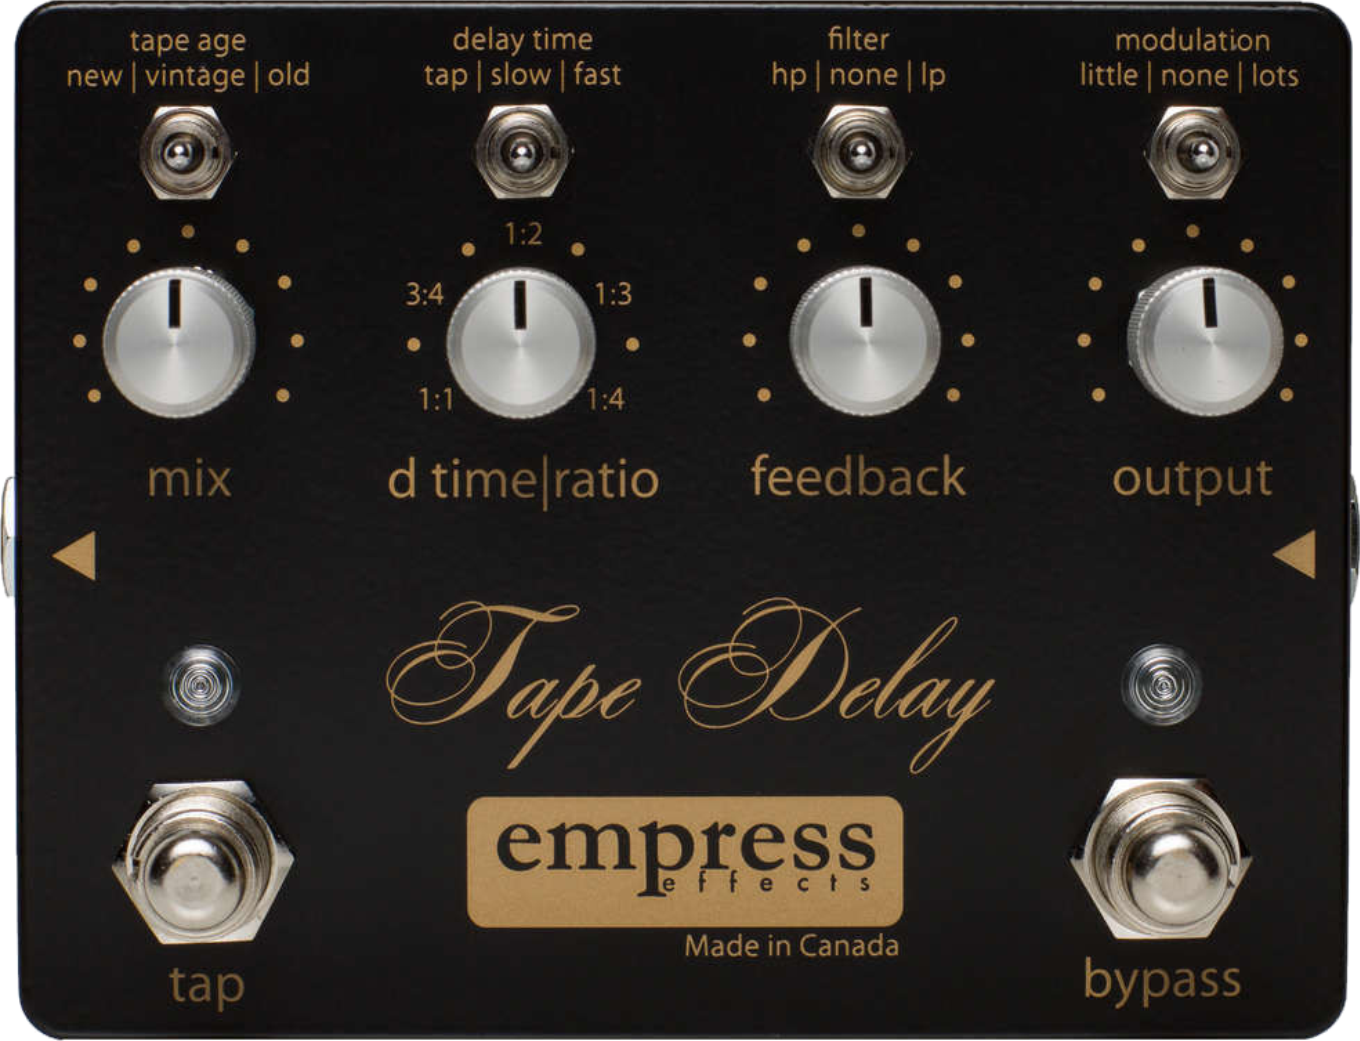 tape age
new | vintage | old
delay time
tap | slow | fast
filter
hp | none | lp
modulation
little | none | lots
1:2
3:4
1:3
1:1
1:4
mix
d time|ratio
feedback
output
Tape Delay
empress
effects
Made in Canada
tap
bypass